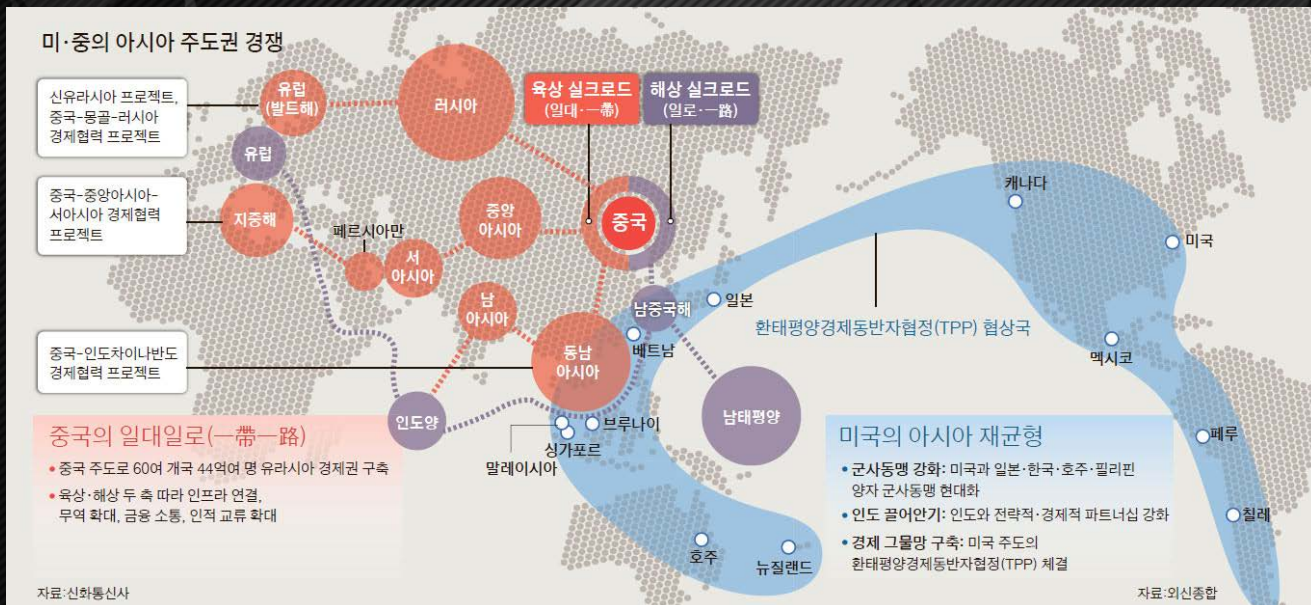 미·중의 아시아 주도권 경쟁
신유라시아 프로젝트,
중국-몽골-러시아
경제협력 프로젝트
중국-중앙아시아-
서아시아 경제협력
프로젝트
중국-인도차이나반도
경제협력 프로젝트
유럽
(발트해)
러시아
육상 실크로드
(일대·一帶)
해상 실크로드
(일로·一路)
유럽
지중해
페르시아만
서
아시아
중앙
아시아
중국
남
아시아
동남
아시아
남중국해
인도양
남태평양
일본
베트남
브루나이
싱가포르
말레이시아
호주
뉴질랜드
캐나다
미국
멕시코
페루
칠레
환태평양경제동반자협정(TPP) 협상국
중국의 일대일로(一帶一路)
• 중국 주도로 60여 개국 44억여 명 유라시아 경제권 구축
• 육상·해상 두 축 따라 인프라 연결,
무역 확대, 금융 소통, 인적 교류 확대
자료:신화통신사
미국의 아시아 재균형
• 군사동맹 강화: 미국과 일본·한국·호주·필리핀
양자 군사동맹 현대화
• 인도 끌어안기: 인도와 전략적·경제적 파트너십 강화
• 경제 그물망 구축: 미국 주도의
환태평양경제동반자협정(TPP) 체결
자료:외신종합